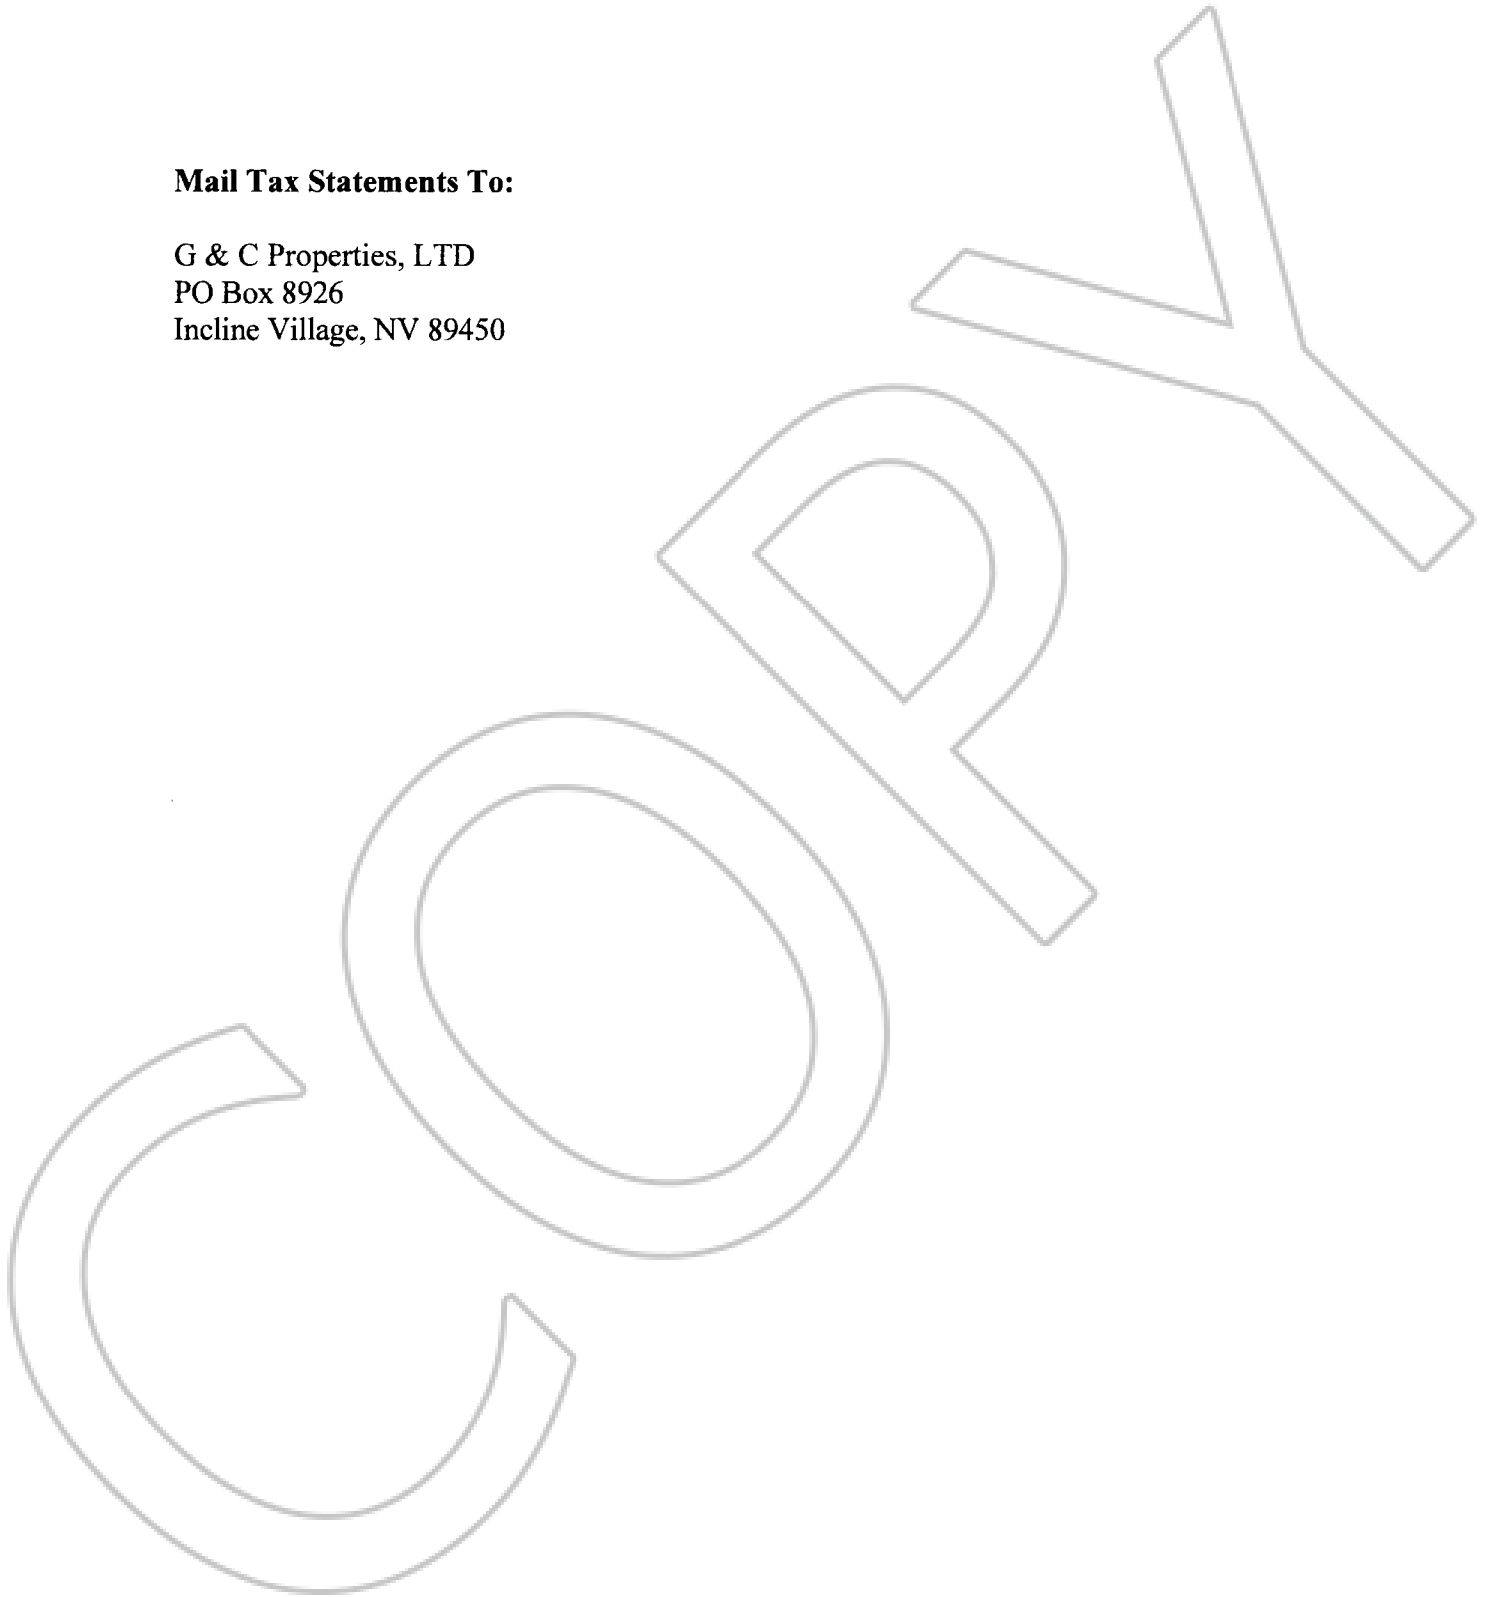 Mail Tax Statements To:
G & C Properties, LTD
PO Box 8926
Incline Village, NV 89450
COPY